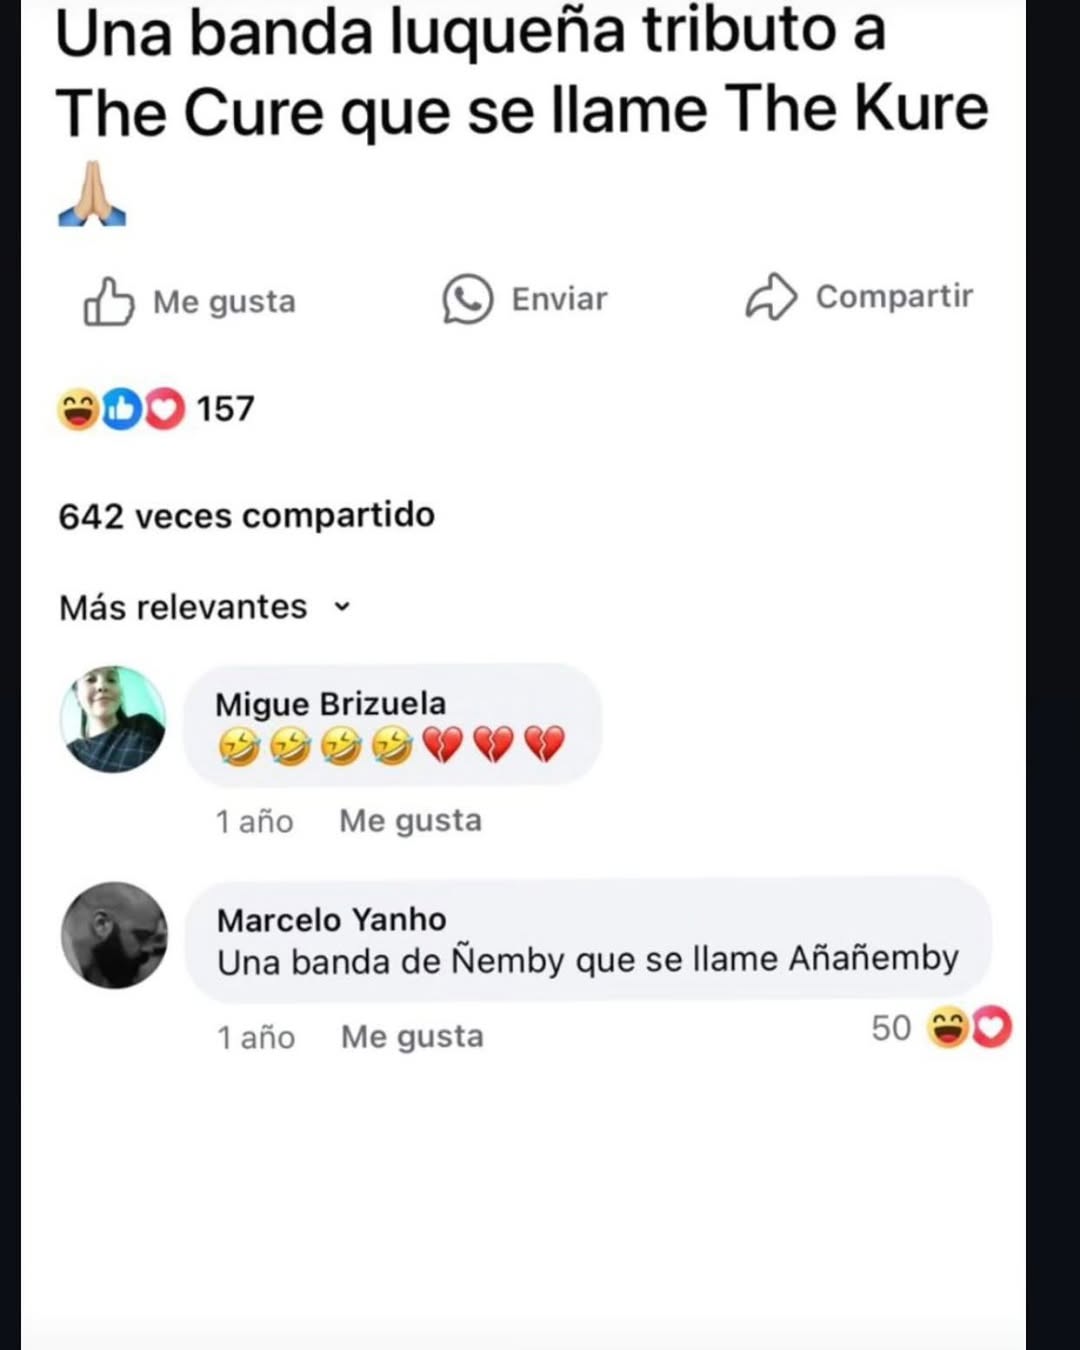 Una banda luqueña tributo a
The Cure que se llame The Kure
🙏🏼
Me gusta
Enviar
Compartir
157
642 veces compartido
Más relevantes
Migue Brizuela
🤣🤣🤣🤣💔💔💔
1 año Me gusta
Marcelo Yanho
Una banda de Ñemby que se llame Añañemby
1 año Me gusta 50